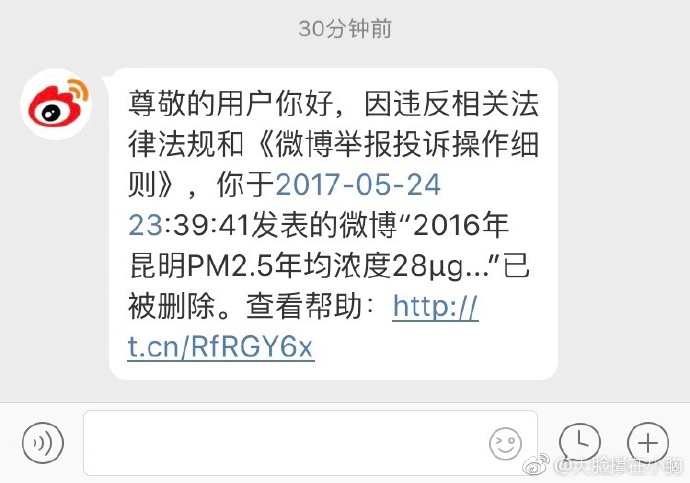 30分钟前
尊敬的用户你好，因违反相关法
律法规和《微博举报投诉操作细
则》，你于2017-05-24
23:39:41发表的微博“2016年
昆明PM2.5年均浓度28μg...”已
被删除。查看帮助：http://
t.cn/RfRGY6x
@大脸撑在小胸